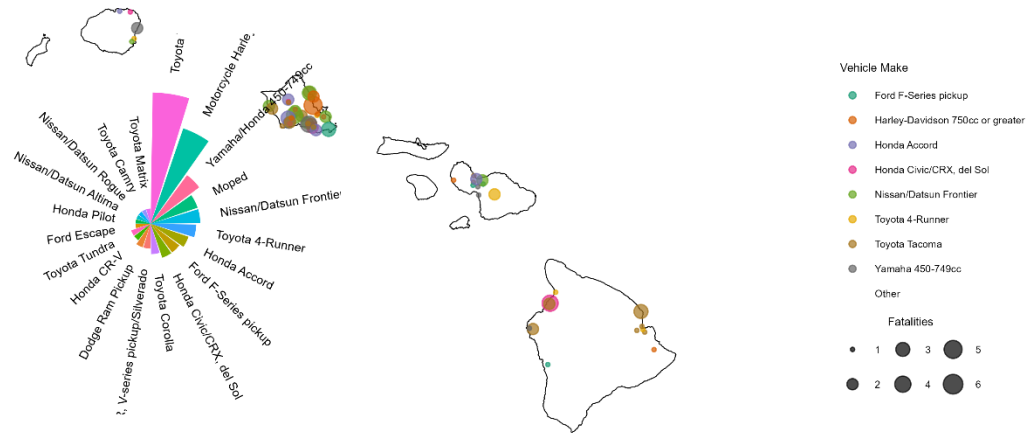 Toyota
Motorcycle Harle
Yamaha/Honda 450-749cc
Moped
Nissan/Datsun Frontier
Toyota 4-Runner
Honda Accord
Ford F-Series pickup
Honda Civic/CRX, del Sol
Toyota Corolla
V-series pickup/Silverado
Dodge Ram Pickup
Honda CR-V
Toyota Tundra
Ford Escape
Honda Pilot
Nissan/Datsun Altima
Nissan/Datsun Rogue
Toyota Camry
Toyota Matrix
Vehicle Make
Ford F-Series pickup
Harley-Davidson 750cc or greater
Honda Accord
Honda Civic/CRX, del Sol
Nissan/Datsun Frontier
Toyota 4-Runner
Toyota Tacoma
Yamaha 450-749cc
Other
Fatalities
1 3 5
2 4 6